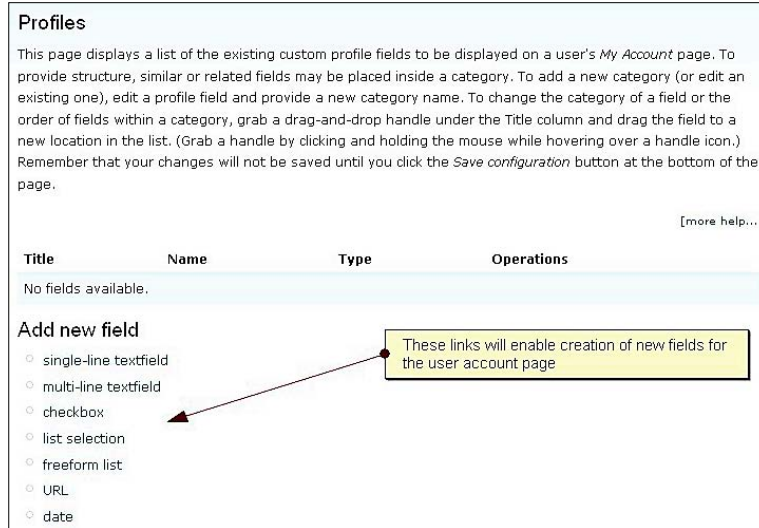 Profiles
This page displays a list of the existing custom profile fields to be displayed on a user's My Account page. To
provide structure, similar or related fields may be placed inside a category. To add a new category (or edit an
existing one), edit a profile field and provide a new category name. To change the category of a field or the
order of fields within a category, grab a drag-and-drop handle under the Title column and drag the field to a
new location in the list. (Grab a handle by clicking and holding the mouse while hovering over a handle icon.)
Remember that your changes will not be saved until you click the Save configuration button at the bottom of the
page.
[more help...
Title Name Type Operations
No fields available.
Add new field
These links will enable creation of new fields for
the user account page
single-line textfield
multi-line textfield
checkbox
list selection
freeform list
URL
date